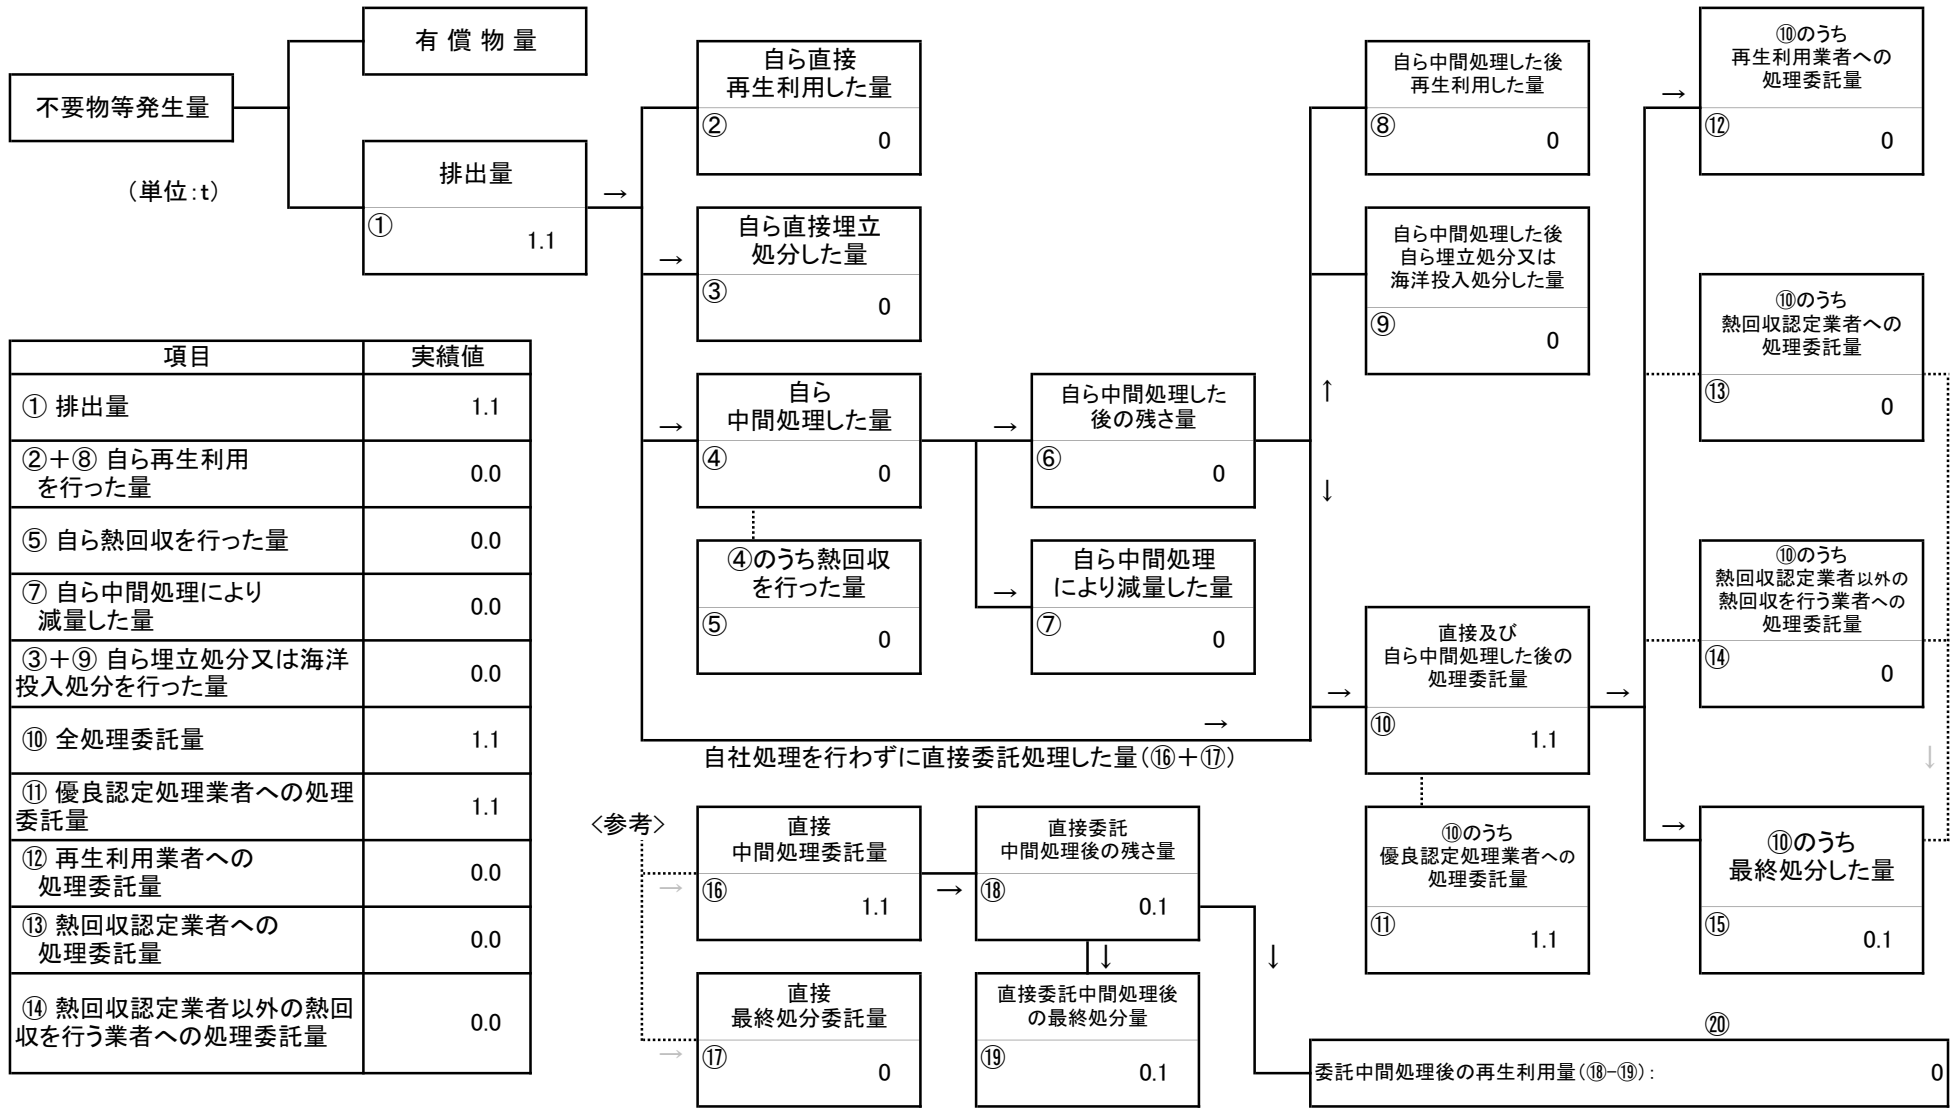 有 償 物 量
不要物等発生量
（単位：t）
排出量
①
1.1
→
自ら直接
再生利用した量
②
0
→
自ら直接埋立
処分した量
③
0
→
自ら
中間処理した量
④
0
④のうち熱回収
を行った量
⑤
0
→
自ら中間処理した
後の残さ量
⑥
0
→
自ら中間処理
により減量した量
⑦
0
自ら中間処理した後
再生利用した量
⑧
0
自ら中間処理した後
自ら埋立処分又は
海洋投入処分した量
⑨
0
↑
↓
→
自社処理を行わずに直接委託処理した量（⑯＋⑰）
→
直接及び
自ら中間処理した後の
処理委託量
⑩
1.1
→
⑩のうち
優良認定処理業者への
処理委託量
⑪
1.1
→
⑩のうち
再生利用業者への
処理委託量
⑫
0
⑩のうち
熱回収認定業者への
処理委託量
⑬
0
⑩のうち
熱回収認定業者以外の
熱回収を行う業者への
処理委託量
⑭
0
↓
→
⑩のうち
最終処分した量
⑮
0.1
項目 実績値
① 排出量 1.1
②＋⑧ 自ら再生利用
を行った量 0.0
⑤ 自ら熱回収を行った量 0.0
⑦ 自ら中間処理により
減量した量 0.0
③＋⑨ 自ら埋立処分又は海洋
投入処分を行った量 0.0
⑩ 全処理委託量 1.1
⑪ 優良認定処理業者への処理
委託量 1.1
⑫ 再生利用業者への
処理委託量 0.0
⑬ 熱回収認定業者への
処理委託量 0.0
⑭ 熱回収認定業者以外の熱回
収を行う業者への処理委託量 0.0
＜参考＞
→
直接
中間処理委託量
⑯
1.1
→
直接委託
中間処理後の残さ量
⑱
0.1
↓
↓
→
直接
最終処分委託量
⑰
0
直接委託中間処理後
の最終処分量
⑲
0.1
⑳
委託中間処理後の再生利用量（⑱-⑲）： 0